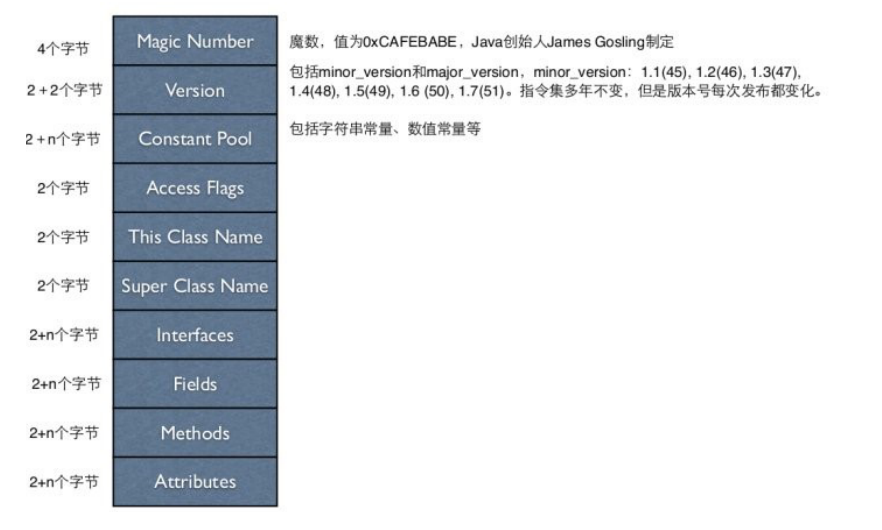 4个字节 Magic Number 魔数，值为0xCAFEBABE，Java创始人James Gosling制定
2+2个字节 Version 包括minor_version和major_version，minor_version：1.1(45), 1.2(46), 1.3(47),
1.4(48), 1.5(49), 1.6 (50), 1.7(51)。指令集多年不变，但是版本号每次发布都变化。
2+n个字节 Constant Pool 包括字符串常量、数值常量等
2个字节 Access Flags
2个字节 This Class Name
2个字节 Super Class Name
2+n个字节 Interfaces
2+n个字节 Fields
2+n个字节 Methods
2+n个字节 Attributes